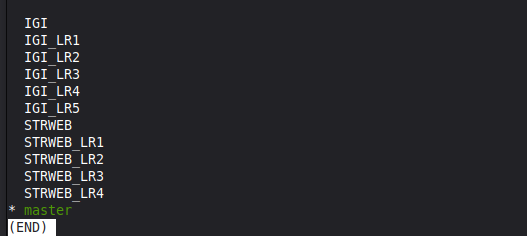 IGI
IGI_LR1
IGI_LR2
IGI_LR3
IGI_LR4
IGI_LR5
STRWEB
STRWEB_LR1
STRWEB_LR2
STRWEB_LR3
STRWEB_LR4
* master
(END)